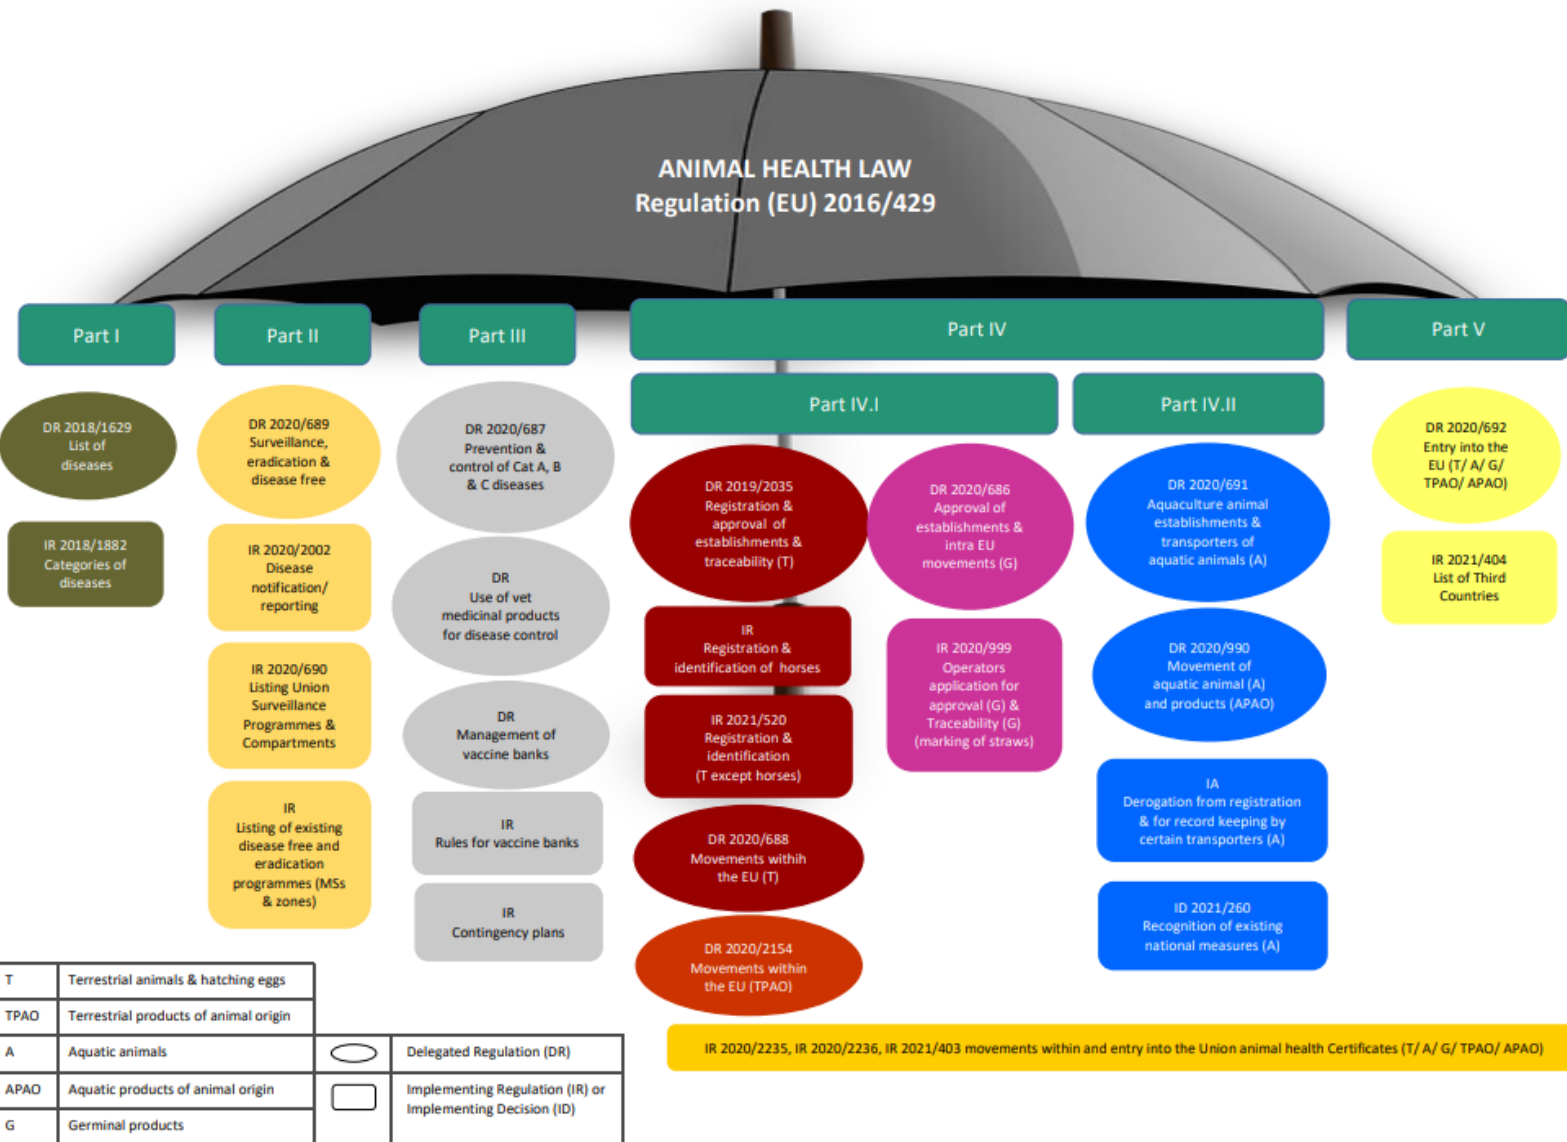 ANIMAL HEALTH LAW
Regulation (EU) 2016/429
Part I
Part II
Part III
Part IV
Part V
Part IV.I
Part IV.II
DR 2018/1629
List of
diseases
IR 2018/1882
Categories of
diseases
DR 2020/689
Surveillance,
eradication &
disease free
IR 2020/2002
Disease
notification/
reporting
IR 2020/690
Listing Union
Surveillance
Programmes &
Compartments
IR
Listing of existing
disease free and
eradication
programmes (MSs
& zones)
DR 2020/687
Prevention &
control of Cat A, B
& C diseases
DR
Use of vet
medicinal products
for disease control
DR
Management of
vaccine banks
IR
Rules for vaccine banks
IR
Contingency plans
DR 2019/2035
Registration &
approval of
establishments &
traceability (T)
IR
Registration &
identification of horses
IR 2021/520
Registration &
identification
(T except horses)
DR 2020/688
Movements withih
the EU (T)
DR 2020/2154
Movements within
the EU (TPAO)
DR 2020/686
Approval of
establishments &
intra EU
movements (G)
IR 2020/999
Operators
application for
approval (G) &
Traceability (G)
(marking of straws)
DR 2020/691
Aquaculture animal
establishments &
transporters of
aquatic animals (A)
DR 2020/990
Movement of
aquatic animal (A)
and products (APAO)
IA
Derogation from registration
& for record keeping by
certain transporters (A)
ID 2021/260
Recognition of existing
national measures (A)
DR 2020/692
Entry into the
EU (T/ A/ G/
TPAO/ APAO)
IR 2021/404
List of Third
Countries
IR 2020/2235, IR 2020/2236, IR 2021/403 movements within and entry into the Union animal health Certificates (T/ A/ G/ TPAO/ APAO)
T Terrestrial animals & hatching eggs
TPAO Terrestrial products of animal origin
A Aquatic animals
APAO Aquatic products of animal origin
G Germinal products
Delegated Regulation (DR)
Implementing Regulation (IR) or
Implementing Decision (ID)